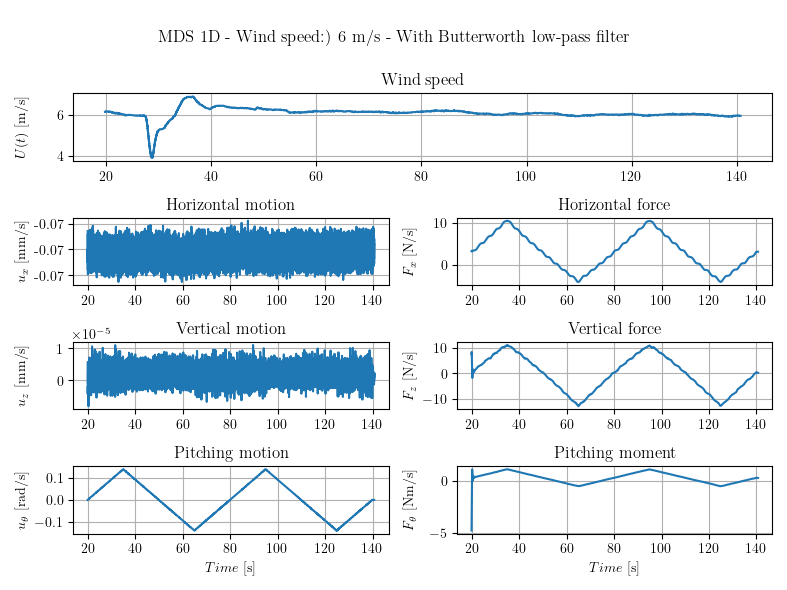 MDS 1D - Wind speed:) 6 m/s - With Butterworth low-pass filter
Wind speed
U(t) [m/s]
6
4
20 40 60 80 100 120 140
Horizontal motion
u_x [mm/s]
-0.07
-0.07
-0.07
20 40 60 80 100 120 140
Horizontal force
F_x [N/s]
10
0
20 40 60 80 100 120 140
Vertical motion
×10⁻⁵
u_z [mm/s]
1
0
20 40 60 80 100 120 140
Vertical force
F_z [N/s]
10
0
−10
20 40 60 80 100 120 140
Pitching motion
u_θ [rad/s]
0.1
0.0
−0.1
20 40 60 80 100 120 140
Time [s]
Pitching moment
F_θ [Nm/s]
0
−5
20 40 60 80 100 120 140
Time [s]